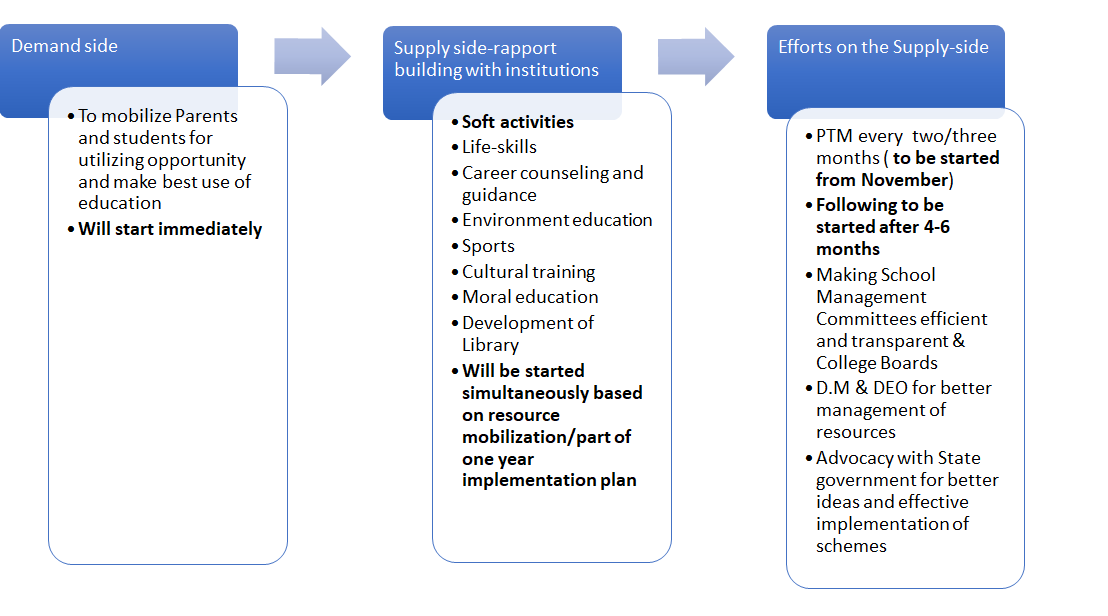 Demand side
• To mobilize Parents
and students for
utilizing opportunity
and make best use of
education
• Will start immediately
Supply side-rapport
building with institutions
• Soft activities
• Life-skills
• Career counseling and
guidance
• Environment education
• Sports
• Cultural training
• Moral education
• Development of
Library
• Will be started
simultaneously based
on resource
mobilization/part of
one year
implementation plan
Efforts on the Supply-side
• PTM every two/three
months ( to be started
from November)
• Following to be
started after 4-6
months
• Making School
Management
Committees efficient
and transparent &
College Boards
• D.M & DEO for better
management of
resources
• Advocacy with State
government for better
ideas and effective
implementation of
schemes